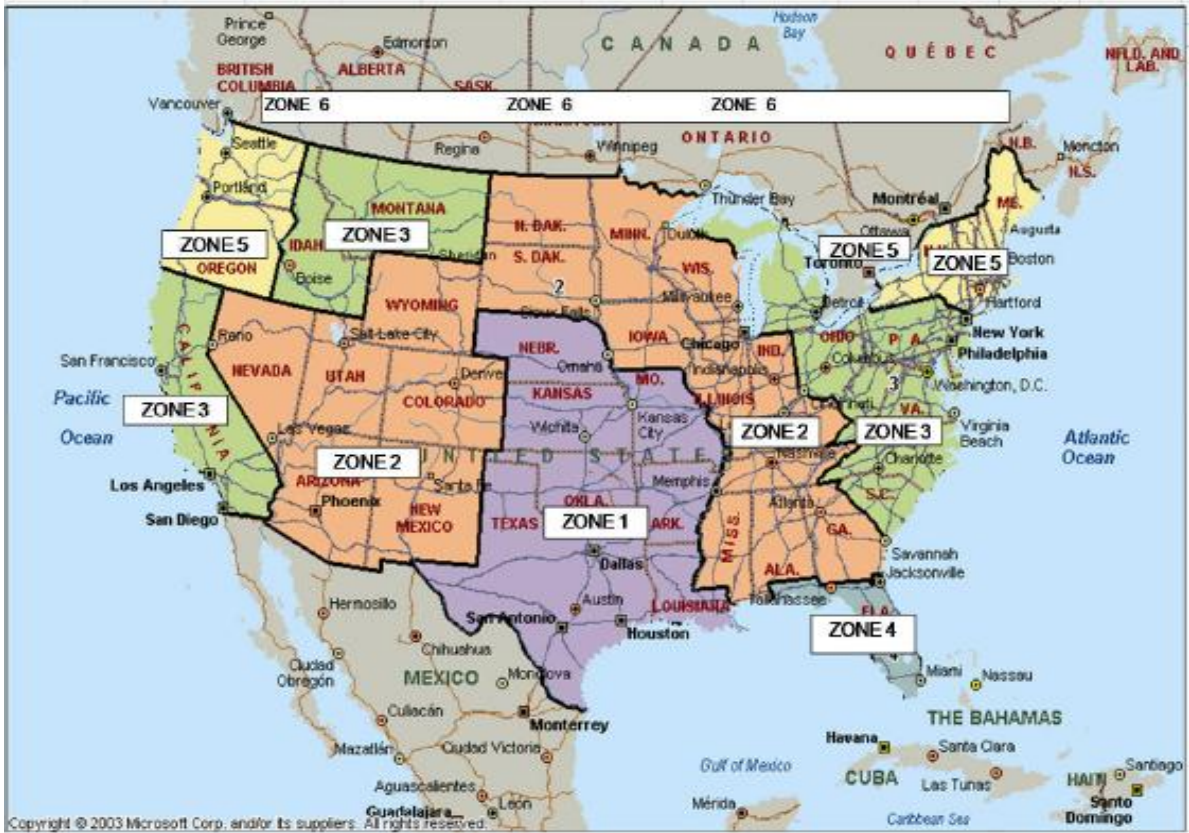 Prince
George
Edmonton
CANADA
Hudson
Bay
QUÉBEC
NFLD. AND
LAB.
BRITISH
COLUMBIA
ALBERTA
SASK.
Vancouver
ZONE 6
ZONE 6
ZONE 6
Regina
Winnipeg
ONTARIO
N.B.
Moncton
N.S.
Seattle
Portland
Thunder Bay
Montréal
Ottawa
ME.
Augusta
MONTANA
ZONE 5
ZONE 3
N. DAK.
MINN.
Duluth
ZONE 5
Toronto
ZONE 5
Boston
IDAH
Sheridan
S. DAK.
WIS.
OREGON
Boise
WYOMING
2
Sioux Falls
Milwaukee
Detroit
Hartford
CALIFORNIA
Reno
Salt Lake City
NEBR.
Omaha
IOWA
Chicago
IND.
OHIO
PA.
New York
Philadelphia
San Francisco
NEVADA
UTAH
Denve
COLORADO
KANSAS
MO.
Indianapolis
Columbus
3
Washington, D.C.
Pacific
Ocean
ZONE 3
Las Vegas
Wichita
Kansas
City
ILLINOIS
Cincinnati
VA.
Virginia
Beach
ZONE 2
ZONE 3
Atlantic
Ocean
ZONE 2
UNITED STATE
Nashville
Charlotte
Los Angeles
ARIZONA
Santa Fe
Memphis
San Diego
Phoenix
NEW
MEXICO
TEXAS
OKLA.
ARK.
MISS.
Atlanta
S.C.
ZONE 1
GA.
Dallas
ALA.
Savannah
Jacksonville
Hermosillo
Austin
LOUISIANA
Tallahassee
FLA.
San Antonio
Houston
ZONE 4
4
Chihuahua
Ciudad
Obregón
MEXICO
Monclova
Miami
Nassau
Culiacán
Monterrey
THE BAHAMAS
Mazatlán
Ciudad Victoria
Gulf of Mexico
Havana
Santa Clara
CUBA
Las Tunas
HAITI
Santiago
Aguascalientes
León
Guadalajara
Mérida
Caribbean Sea
Santo
Domingo
Copyright © 2003 Microsoft Corp. and/or its suppliers. All rights reserved.